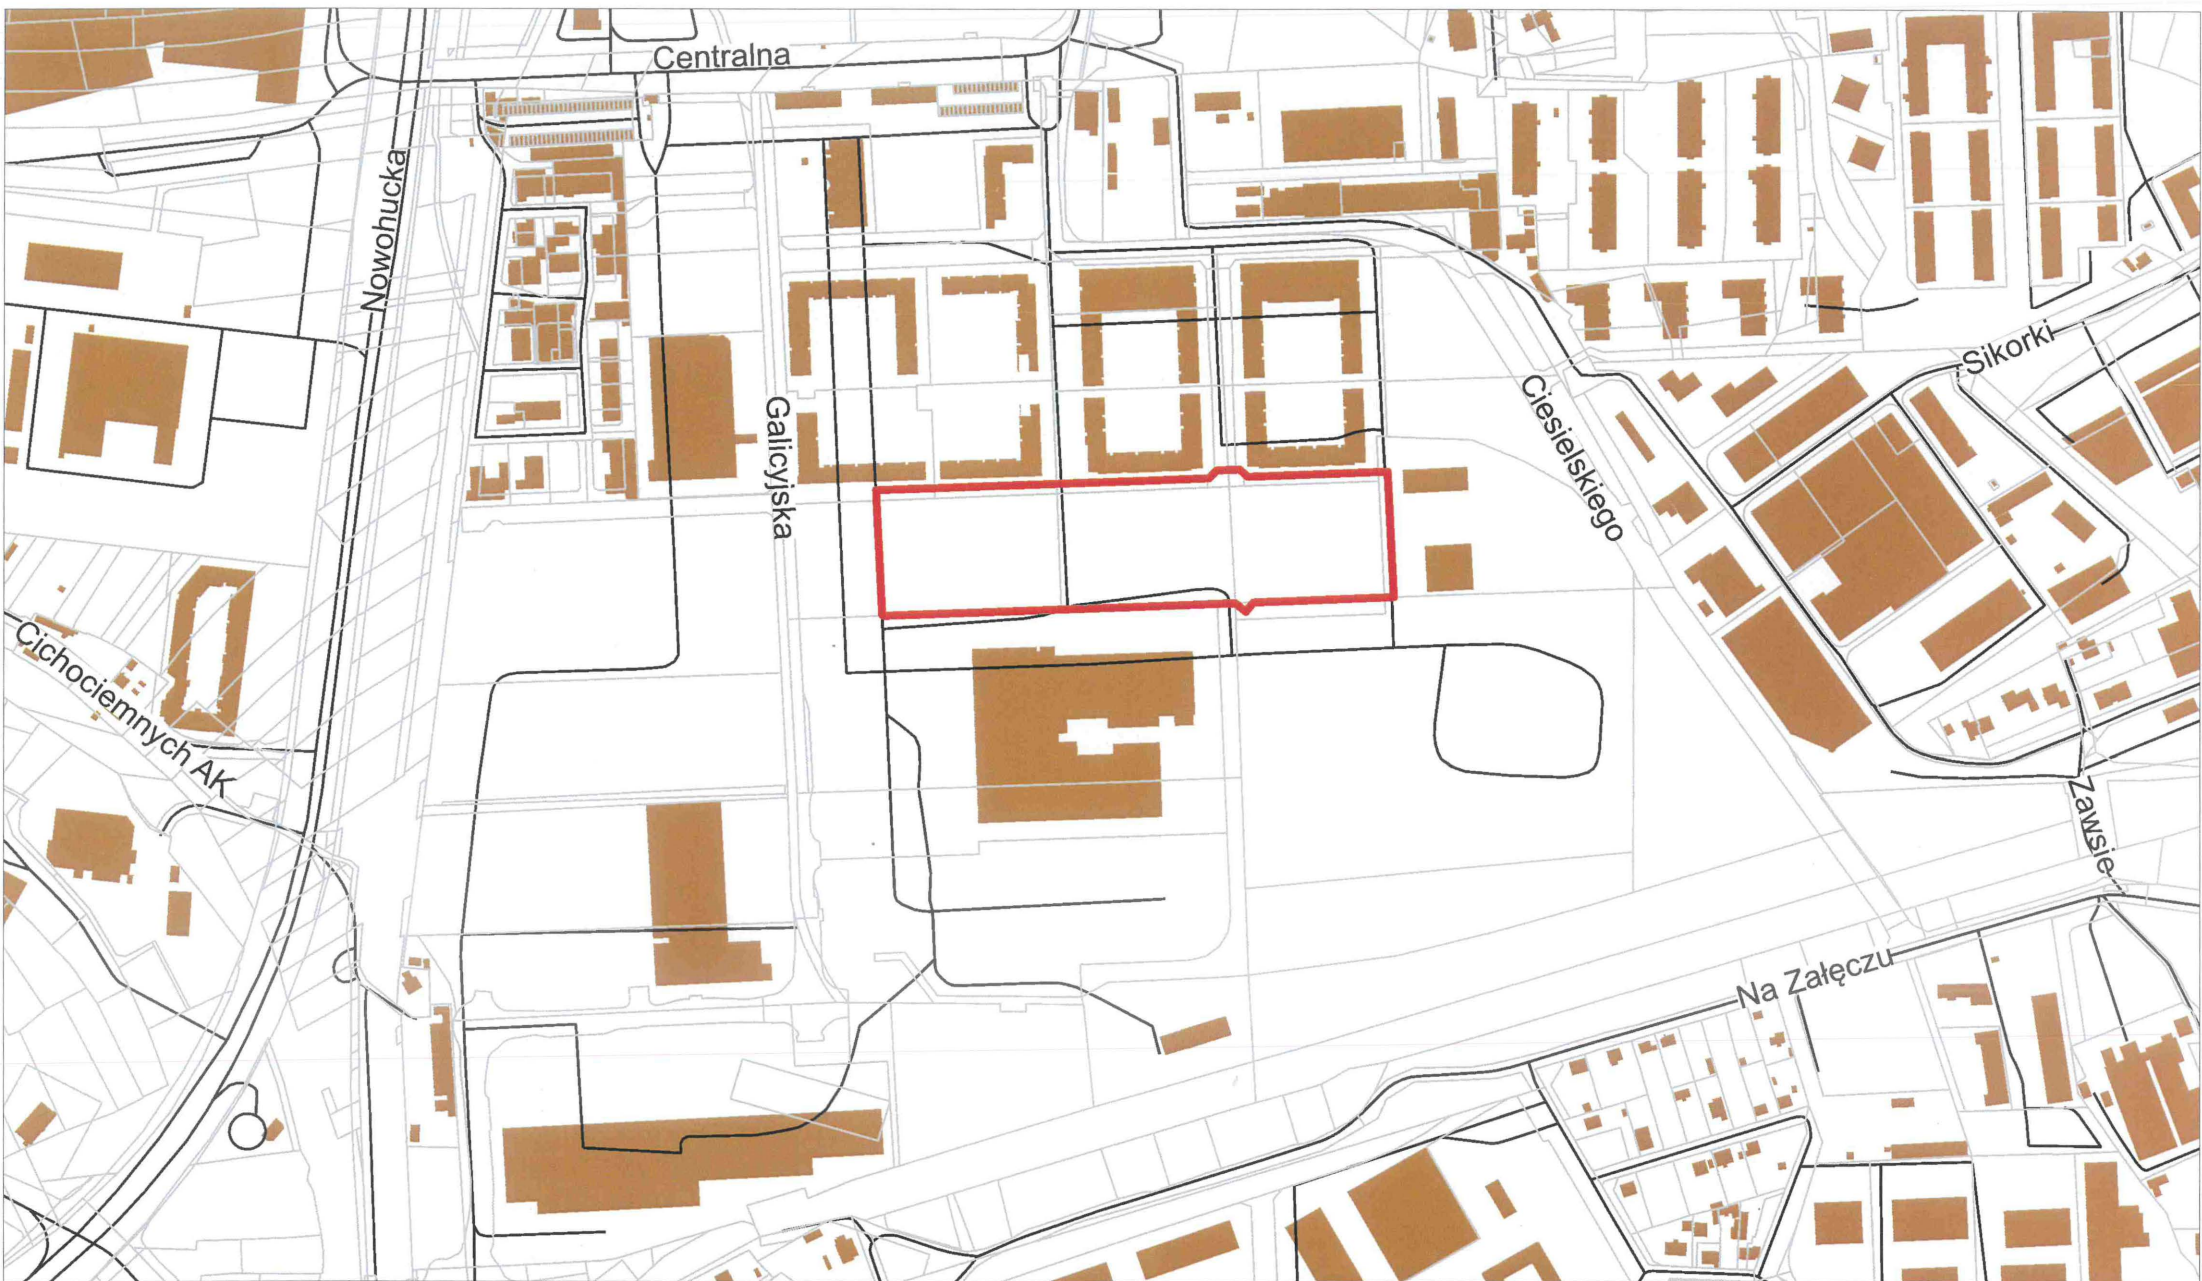 Centralna
Nowohucka
Sikorki
Galicyjska
Ciesielskiego
Cichociemnych AK
Zawsie
Na Załęczu